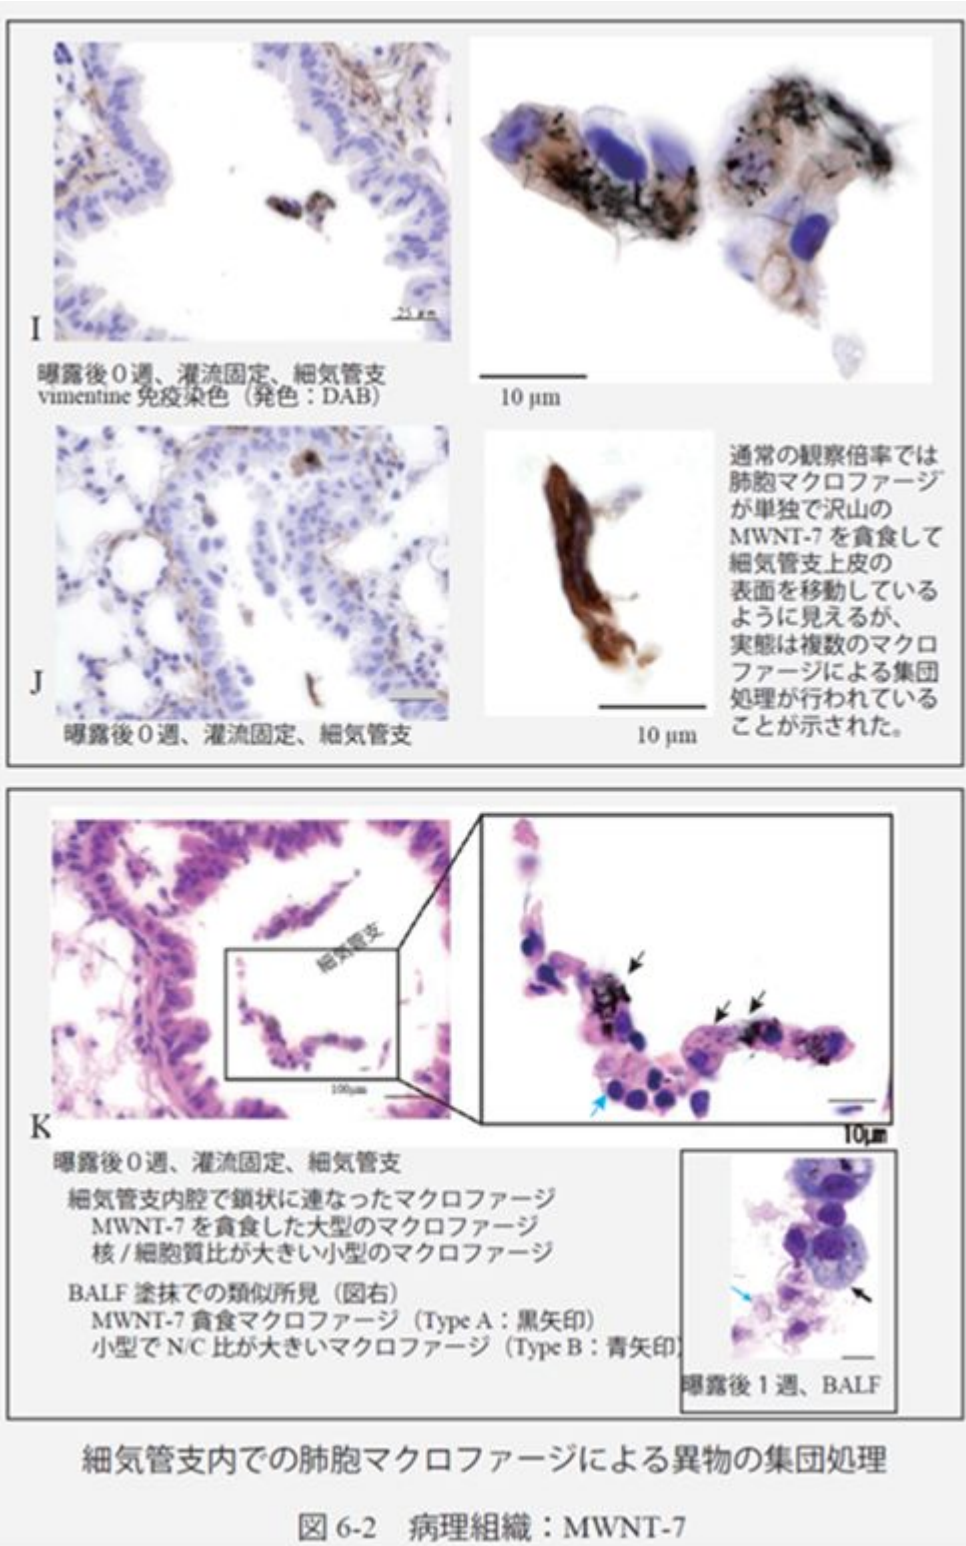 25 μm
I
曝露後０週、灌流固定、細気管支
vimentine 免疫染色（発色：DAB）
10 μm
通常の観察倍率では
肺胞マクロファージ
が単独で沢山の
MWNT-7 を貪食して
細気管支上皮の
表面を移動している
ように見えるが、
実態は複数のマクロ
ファージによる集団
処理が行われている
ことが示された。
J
曝露後０週、灌流固定、細気管支
10 μm
細気管支
100μm
10μm
K
曝露後０週、灌流固定、細気管支
細気管支内腔で鎖状に連なったマクロファージ
MWNT-7 を貪食した大型のマクロファージ
核 / 細胞質比が大きい小型のマクロファージ
BALF 塗抹での類似所見（図右）
MWNT-7 貪食マクロファージ（Type A：黒矢印）
小型で N/C 比が大きいマクロファージ（Type B：青矢印）
曝露後１週、BALF
細気管支内での肺胞マクロファージによる異物の集団処理
図 6-2　病理組織：MWNT-7